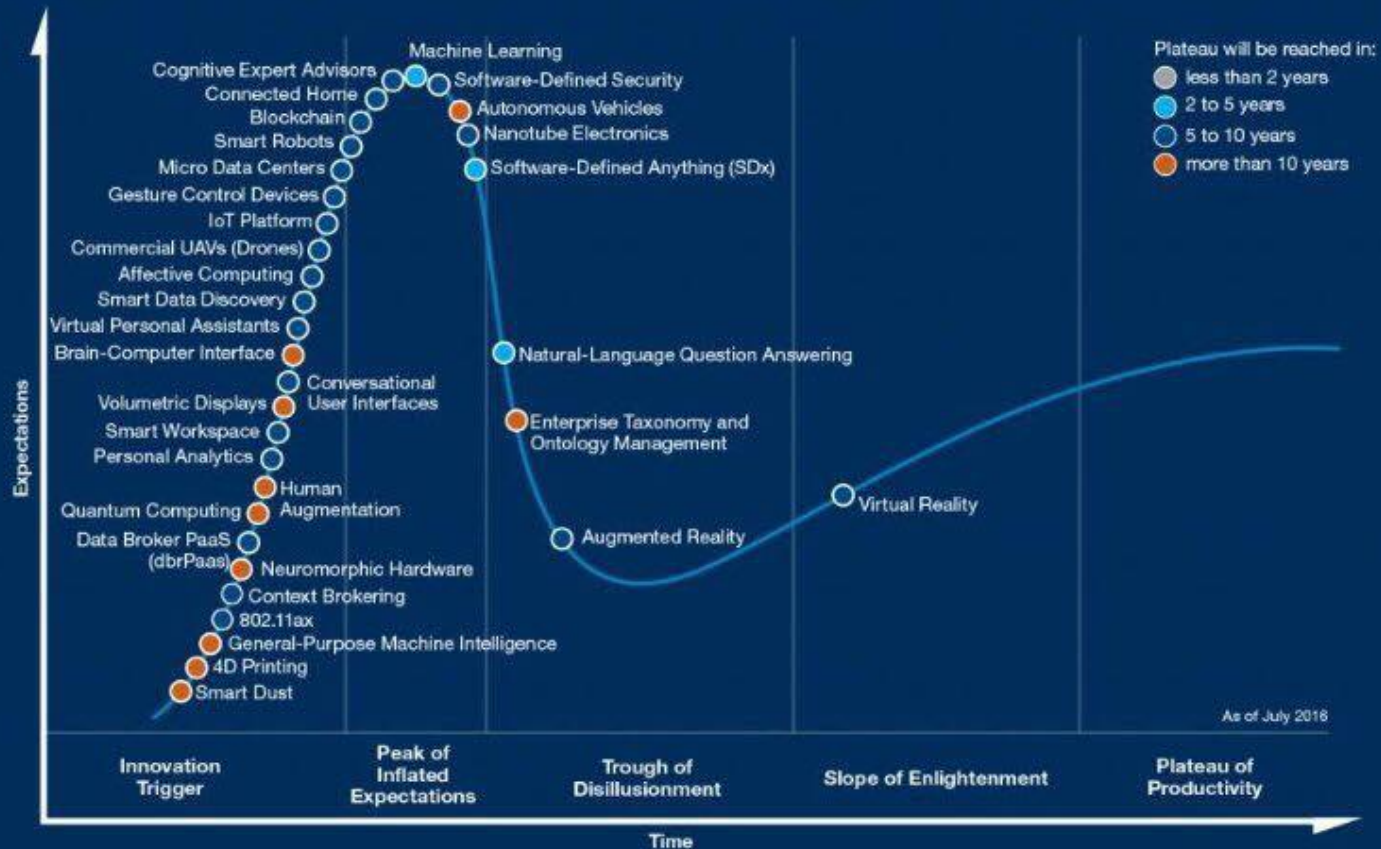 Machine Learning
Cognitive Expert Advisors
Software-Defined Security
Connected Home
Autonomous Vehicles
Blockchain
Nanotube Electronics
Smart Robots
Micro Data Centers
Software-Defined Anything (SDx)
Gesture Control Devices
IoT Platform
Commercial UAVs (Drones)
Affective Computing
Smart Data Discovery
Virtual Personal Assistants
Brain-Computer Interface
Natural-Language Question Answering
Conversational
User Interfaces
Volumetric Displays
Enterprise Taxonomy and
Ontology Management
Smart Workspace
Personal Analytics
Human
Augmentation
Quantum Computing
Virtual Reality
Data Broker PaaS
(dbrPaas)
Augmented Reality
Neuromorphic Hardware
Context Brokering
802.11ax
General-Purpose Machine Intelligence
4D Printing
Smart Dust
Plateau will be reached in:
less than 2 years
2 to 5 years
5 to 10 years
more than 10 years
Expectations
As of July 2016
Innovation
Trigger
Peak of
Inflated
Expectations
Trough of
Disillusionment
Slope of Enlightenment
Plateau of
Productivity
Time